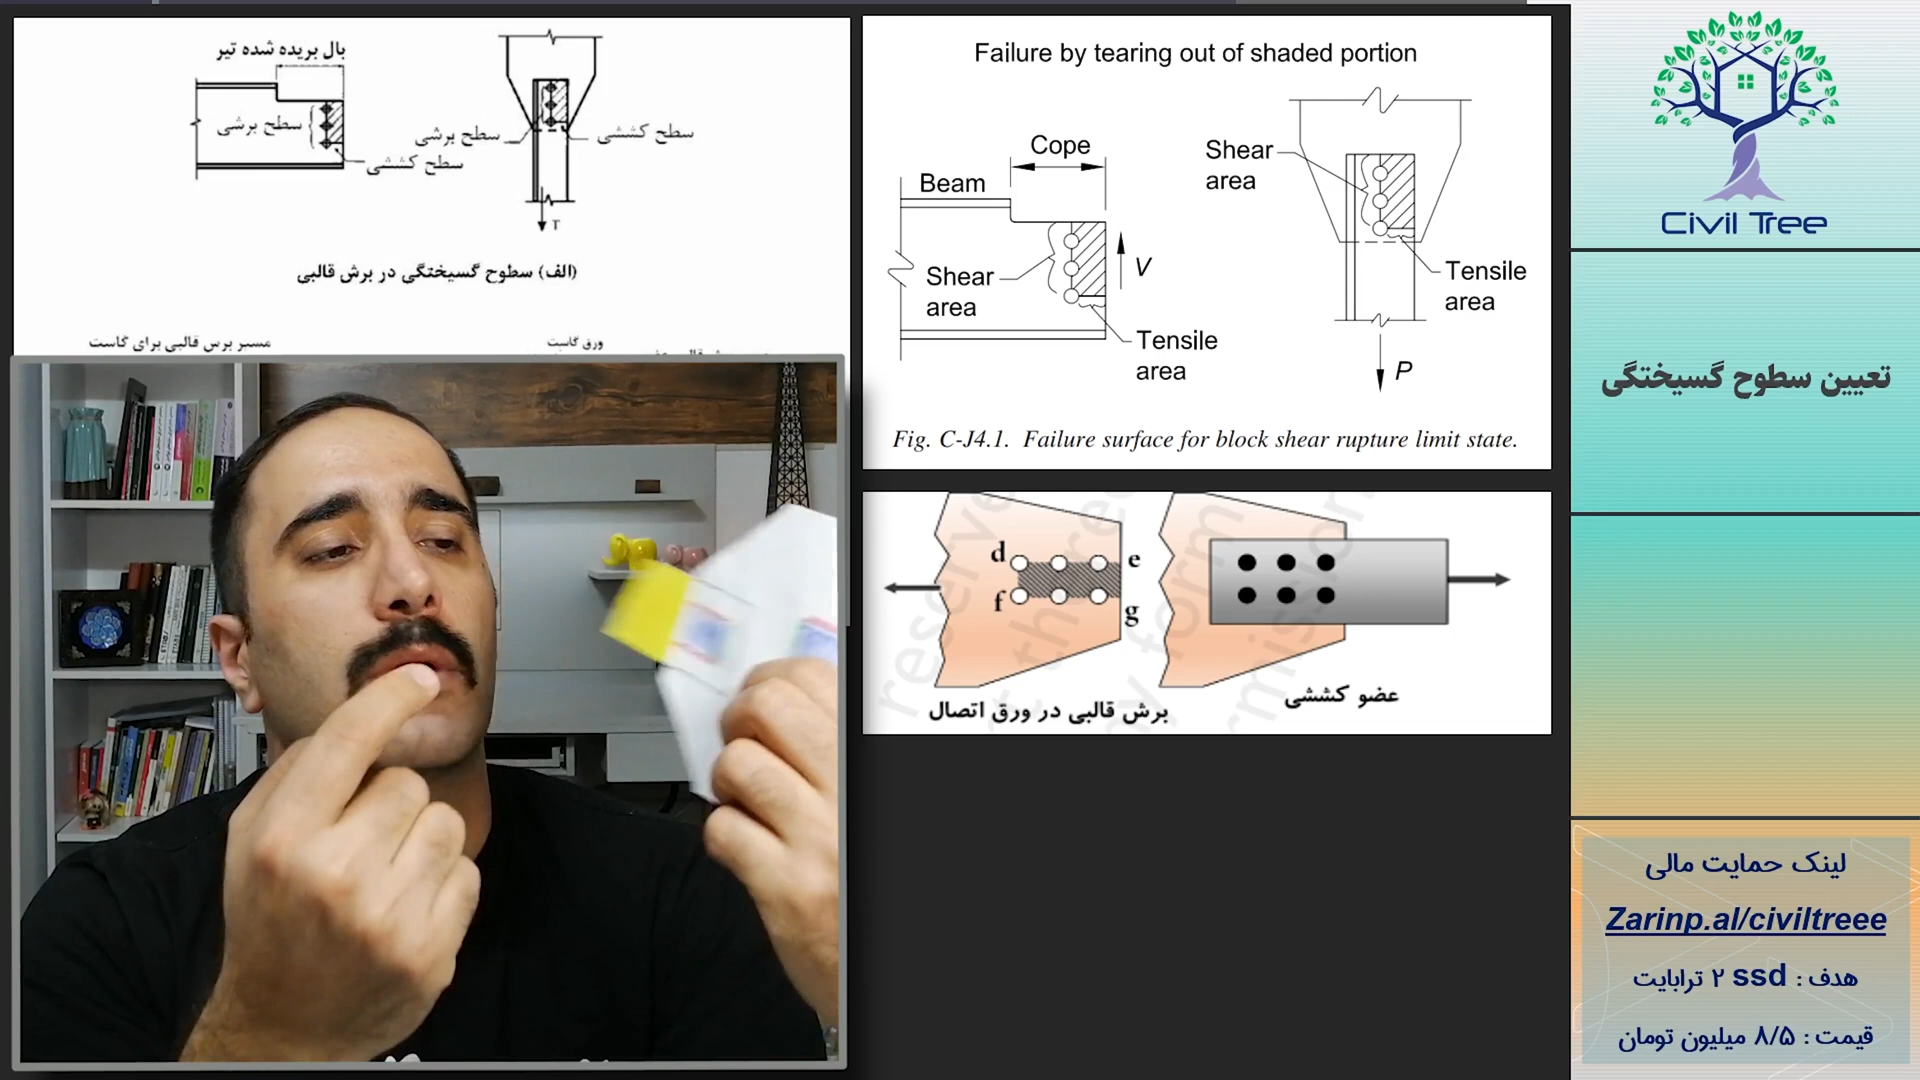 بال بریده شده تیر
سطح برشی
سطح کششی
سطح برشی
سطح کششی
T
(الف) سطوح گسیختگی در برش قالبی
مسیر برس قالبی برای گاست
ورق گاست
Failure by tearing out of shaded portion
Cope
Beam
Shear
area
V
Tensile
area
Shear
area
Tensile
area
P
Fig. C-J4.1. Failure surface for block shear rupture limit state.
d
e
f
g
برش قالبی در ورق اتصال
عضو کششی
Civil Tree
تعیین سطوح گسیختگی
لینک حمایت مالی
Zarinp.al/civiltreee
هدف : ssd ۲ ترابایت
قیمت : ۸/۵ میلیون تومان